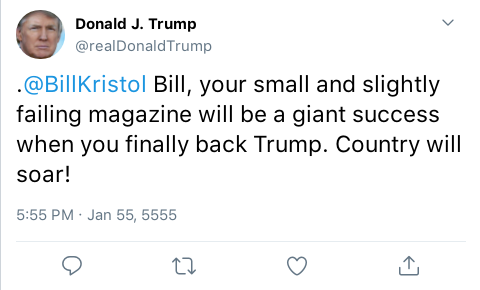 Donald J. Trump
@realDonaldTrump
.@BillKristol Bill, your small and slightly
failing magazine will be a giant success
when you finally back Trump. Country will
soar!
5:55 PM · Jan 55, 5555